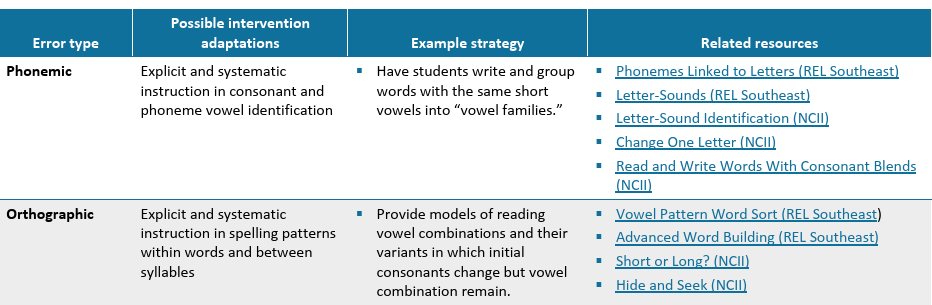 Error type
Possible intervention
adaptations
Example strategy
Related resources
Phonemic
Explicit and systematic
instruction in consonant and
phoneme vowel identification
▪ Have students write and group
words with the same short
vowels into “vowel families.”
▪ Phonemes Linked to Letters (REL Southeast)
▪ Letter-Sounds (REL Southeast)
▪ Letter-Sound Identification (NCII)
▪ Change One Letter (NCII)
▪ Read and Write Words With Consonant Blends
(NCII)
Orthographic
Explicit and systematic
instruction in spelling patterns
within words and between
syllables
▪ Provide models of reading
vowel combinations and their
variants in which initial
consonants change but vowel
combination remain.
▪ Vowel Pattern Word Sort (REL Southeast)
▪ Advanced Word Building (REL Southeast)
▪ Short or Long? (NCII)
▪ Hide and Seek (NCII)